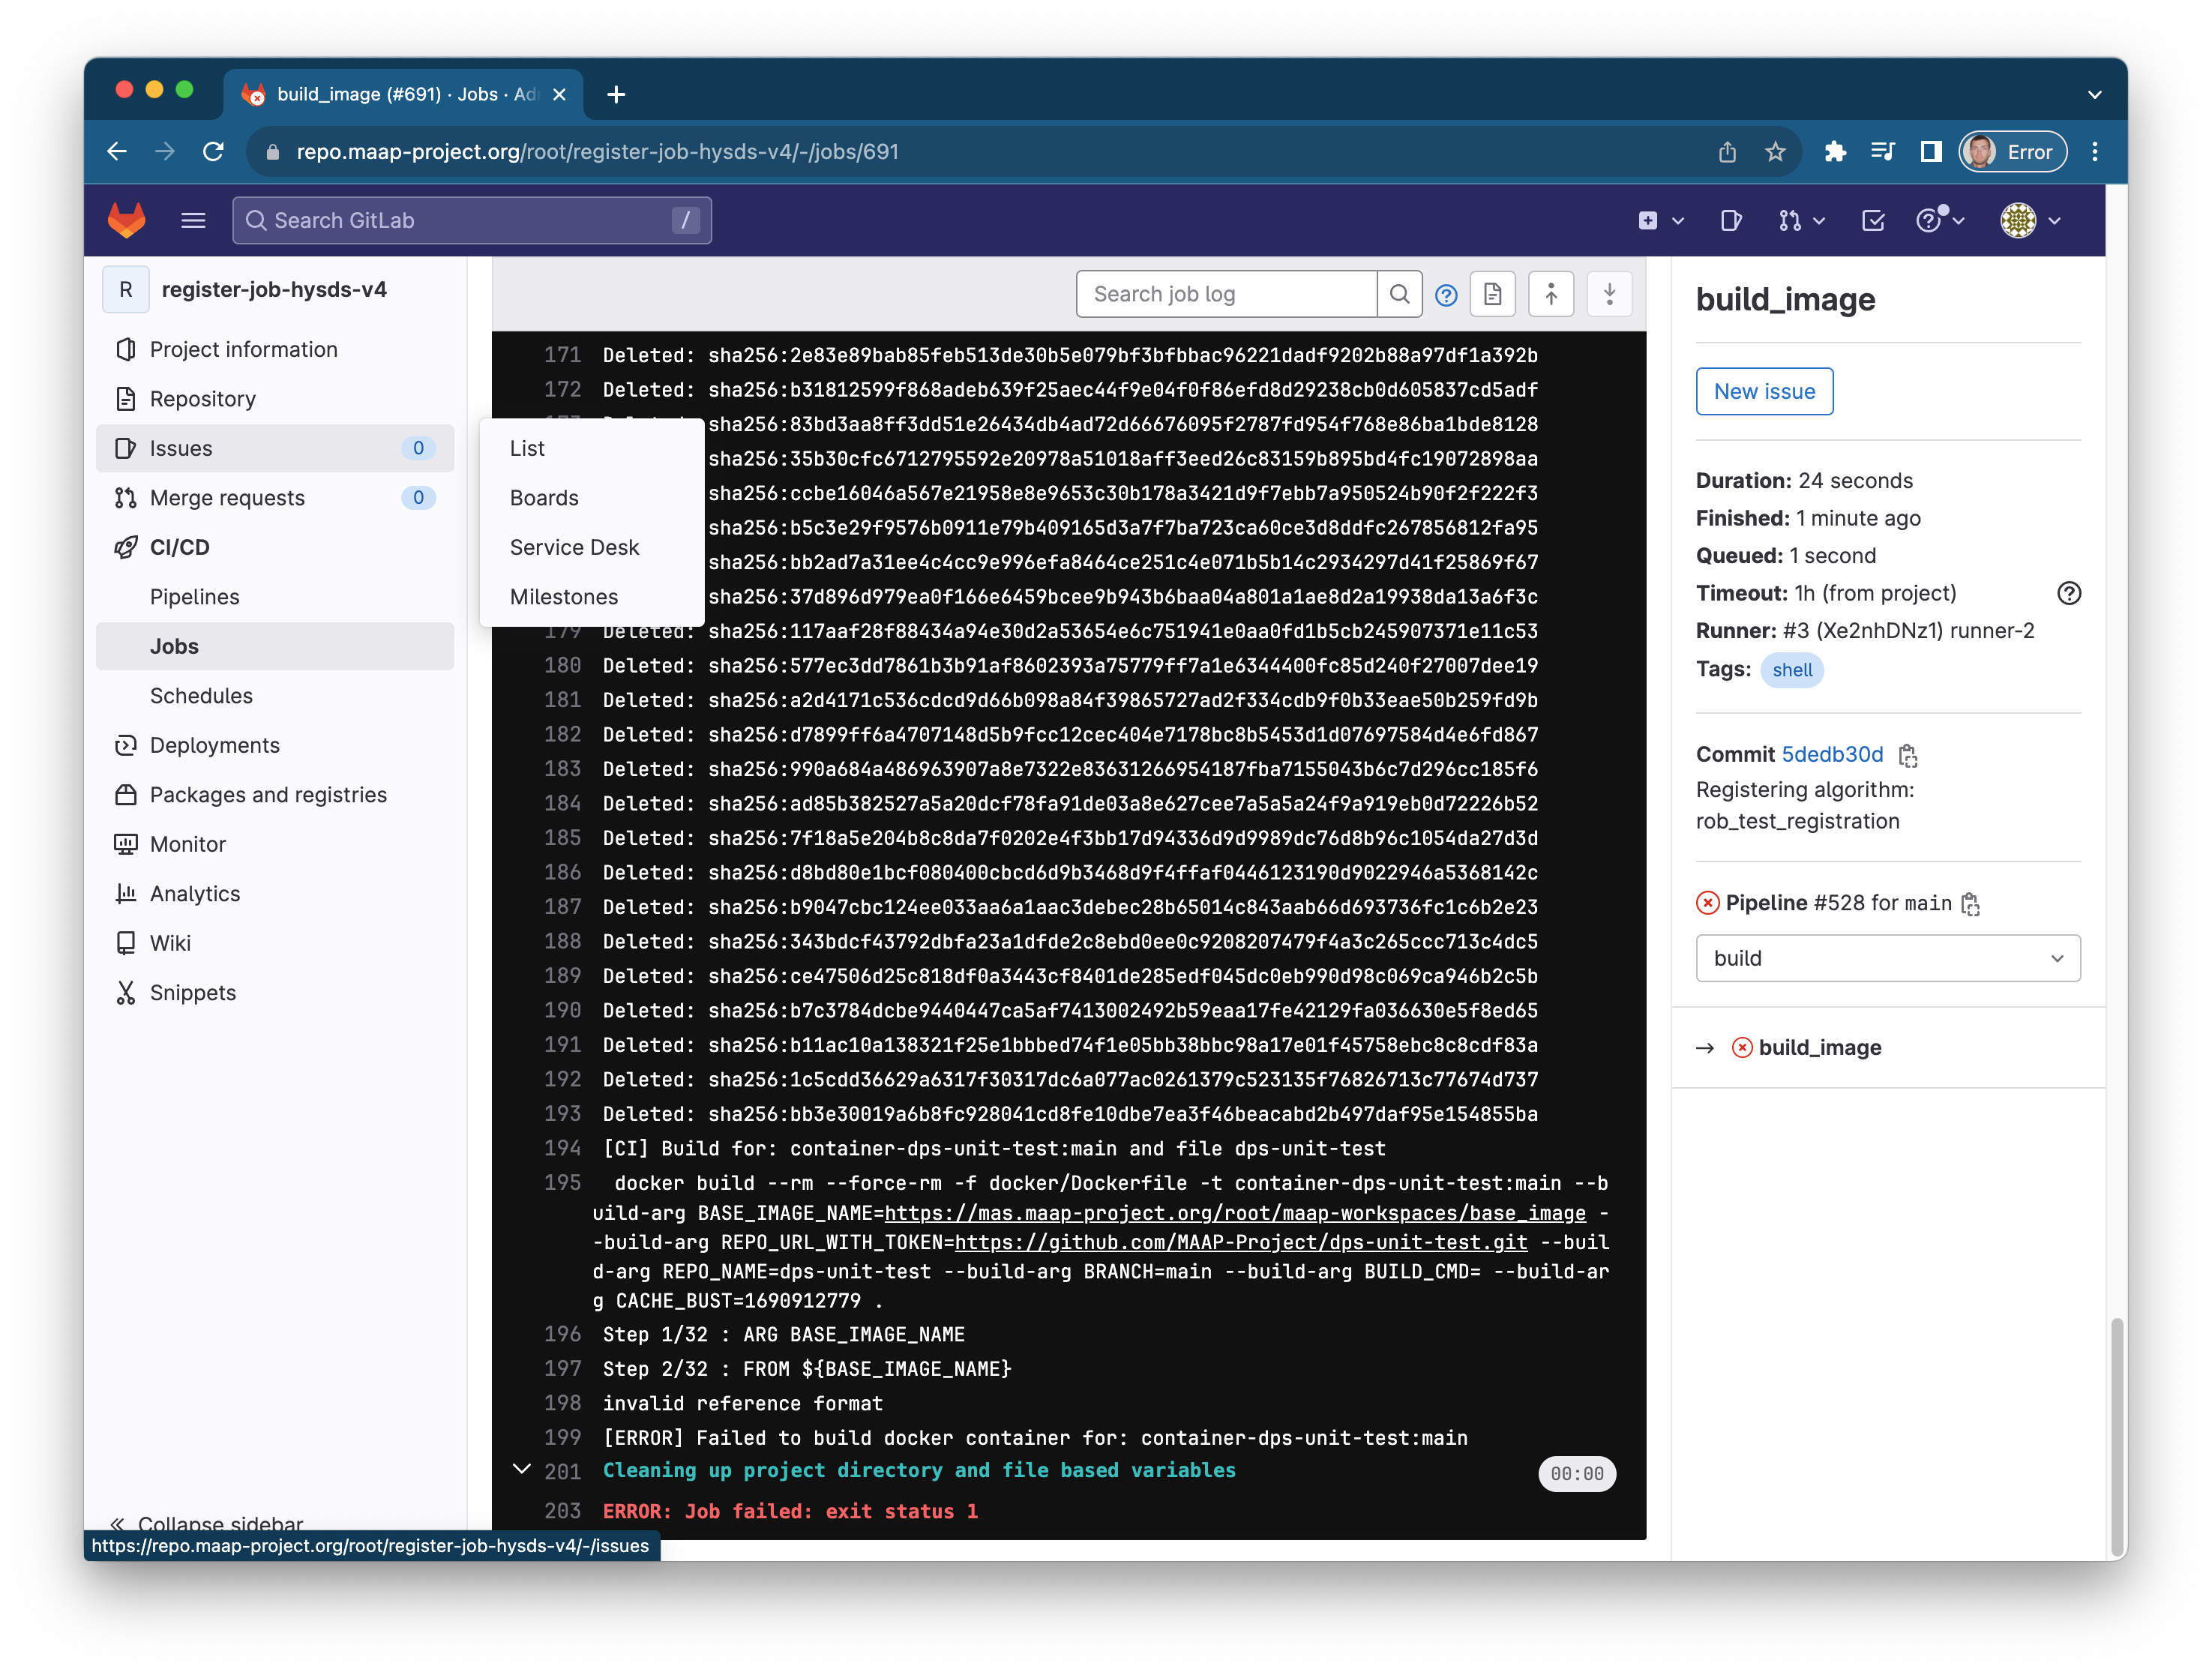 build_image (#691) · Jobs · Ad
repo.maap-project.org/root/register-job-hysds-v4/-/jobs/691
Error
Search GitLab
/
R
register-job-hysds-v4
Project information
Repository
Issues 0
Merge requests 0
CI/CD
Pipelines
Jobs
Schedules
Deployments
Packages and registries
Monitor
Analytics
Wiki
Snippets
Collapse sidebar
https://repo.maap-project.org/root/register-job-hysds-v4/-/issues
List
Boards
Service Desk
Milestones
Search job log
171 Deleted: sha256:2e83e89bab85feb513de30b5e079bf3bfbbac96221dadf9202b88a97df1a392b
172 Deleted: sha256:b31812599f868adeb639f25aec44f9e04f0f86efd8d29238cb0d605837cd5adf
sha256:83bd3aa8ff3dd51e26434db4ad72d66676095f2787fd954f768e86ba1bde8128
sha256:35b30cfc6712795592e20978a51018aff3eed26c83159b895bd4fc19072898aa
sha256:ccbe16046a567e21958e8e9653c30b178a3421d9f7ebb7a950524b90f2f222f3
sha256:b5c3e29f9576b0911e79b409165d3a7f7ba723ca60ce3d8ddfc267856812fa95
sha256:bb2ad7a31ee4c4cc9e996efa8464ce251c4e071b5b14c2934297d41f25869f67
sha256:37d896d979ea0f166e6459bcee9b943b6baa04a801a1ae8d2a19938da13a6f3c
179 Deleted: sha256:117aaf28f88434a94e30d2a53654e6c751941e0aa0fd1b5cb245907371e11c53
180 Deleted: sha256:577ec3dd7861b3b91af8602393a75779ff7a1e6344400fc85d240f27007dee19
181 Deleted: sha256:a2d4171c536cdcd9d66b098a84f39865727ad2f334cdb9f0b33eae50b259fd9b
182 Deleted: sha256:d7899ff6a4707148d5b9fcc12cec404e7178bc8b5453d1d07697584d4e6fd867
183 Deleted: sha256:990a684a486963907a8e7322e83631266954187fba7155043b6c7d296cc185f6
184 Deleted: sha256:ad85b382527a5a20dcf78fa91de03a8e627cee7a5a5a24f9a919eb0d72226b52
185 Deleted: sha256:7f18a5e204b8c8da7f0202e4f3bb17d94336d9d9989dc76d8b96c1054da27d3d
186 Deleted: sha256:d8bd80e1bcf080400cbcd6d9b3468d9f4ffaf0446123190d9022946a5368142c
187 Deleted: sha256:b9047cbc124ee033aa6a1aac3debec28b65014c843aab66d693736fc1c6b2e23
188 Deleted: sha256:343bdcf43792dbfa23a1dfde2c8ebd0ee0c9208207479f4a3c265ccc713c4dc5
189 Deleted: sha256:ce47506d25c818df0a3443cf8401de285edf045dc0eb990d98c069ca946b2c5b
190 Deleted: sha256:b7c3784dcbe9440447ca5af7413002492b59eaa17fe42129fa036630e5f8ed65
191 Deleted: sha256:b11ac10a138321f25e1bbbed74f1e05bb38bbc98a17e01f45758ebc8c8cdf83a
192 Deleted: sha256:1c5cdd36629a6317f30317dc6a077ac0261379c523135f76826713c77674d737
193 Deleted: sha256:bb3e30019a6b8fc928041cd8fe10dbe7ea3f46beacabd2b497daf95e154855ba
194 [CI] Build for: container-dps-unit-test:main and file dps-unit-test
195 docker build --rm --force-rm -f docker/Dockerfile -t container-dps-unit-test:main --b
uild-arg BASE_IMAGE_NAME=https://mas.maap-project.org/root/maap-workspaces/base_image -
-build-arg REPO_URL_WITH_TOKEN=https://github.com/MAAP-Project/dps-unit-test.git --buil
d-arg REPO_NAME=dps-unit-test --build-arg BRANCH=main --build-arg BUILD_CMD= --build-ar
g CACHE_BUST=1690912779 .
196 Step 1/32 : ARG BASE_IMAGE_NAME
197 Step 2/32 : FROM ${BASE_IMAGE_NAME}
198 invalid reference format
199 [ERROR] Failed to build docker container for: container-dps-unit-test:main
201 Cleaning up project directory and file based variables 00:00
203 ERROR: Job failed: exit status 1
build_image
New issue
Duration: 24 seconds
Finished: 1 minute ago
Queued: 1 second
Timeout: 1h (from project)
Runner: #3 (Xe2nhDNz1) runner-2
Tags: shell
Commit 5dedb30d
Registering algorithm:
rob_test_registration
Pipeline #528 for main
build
→ build_image